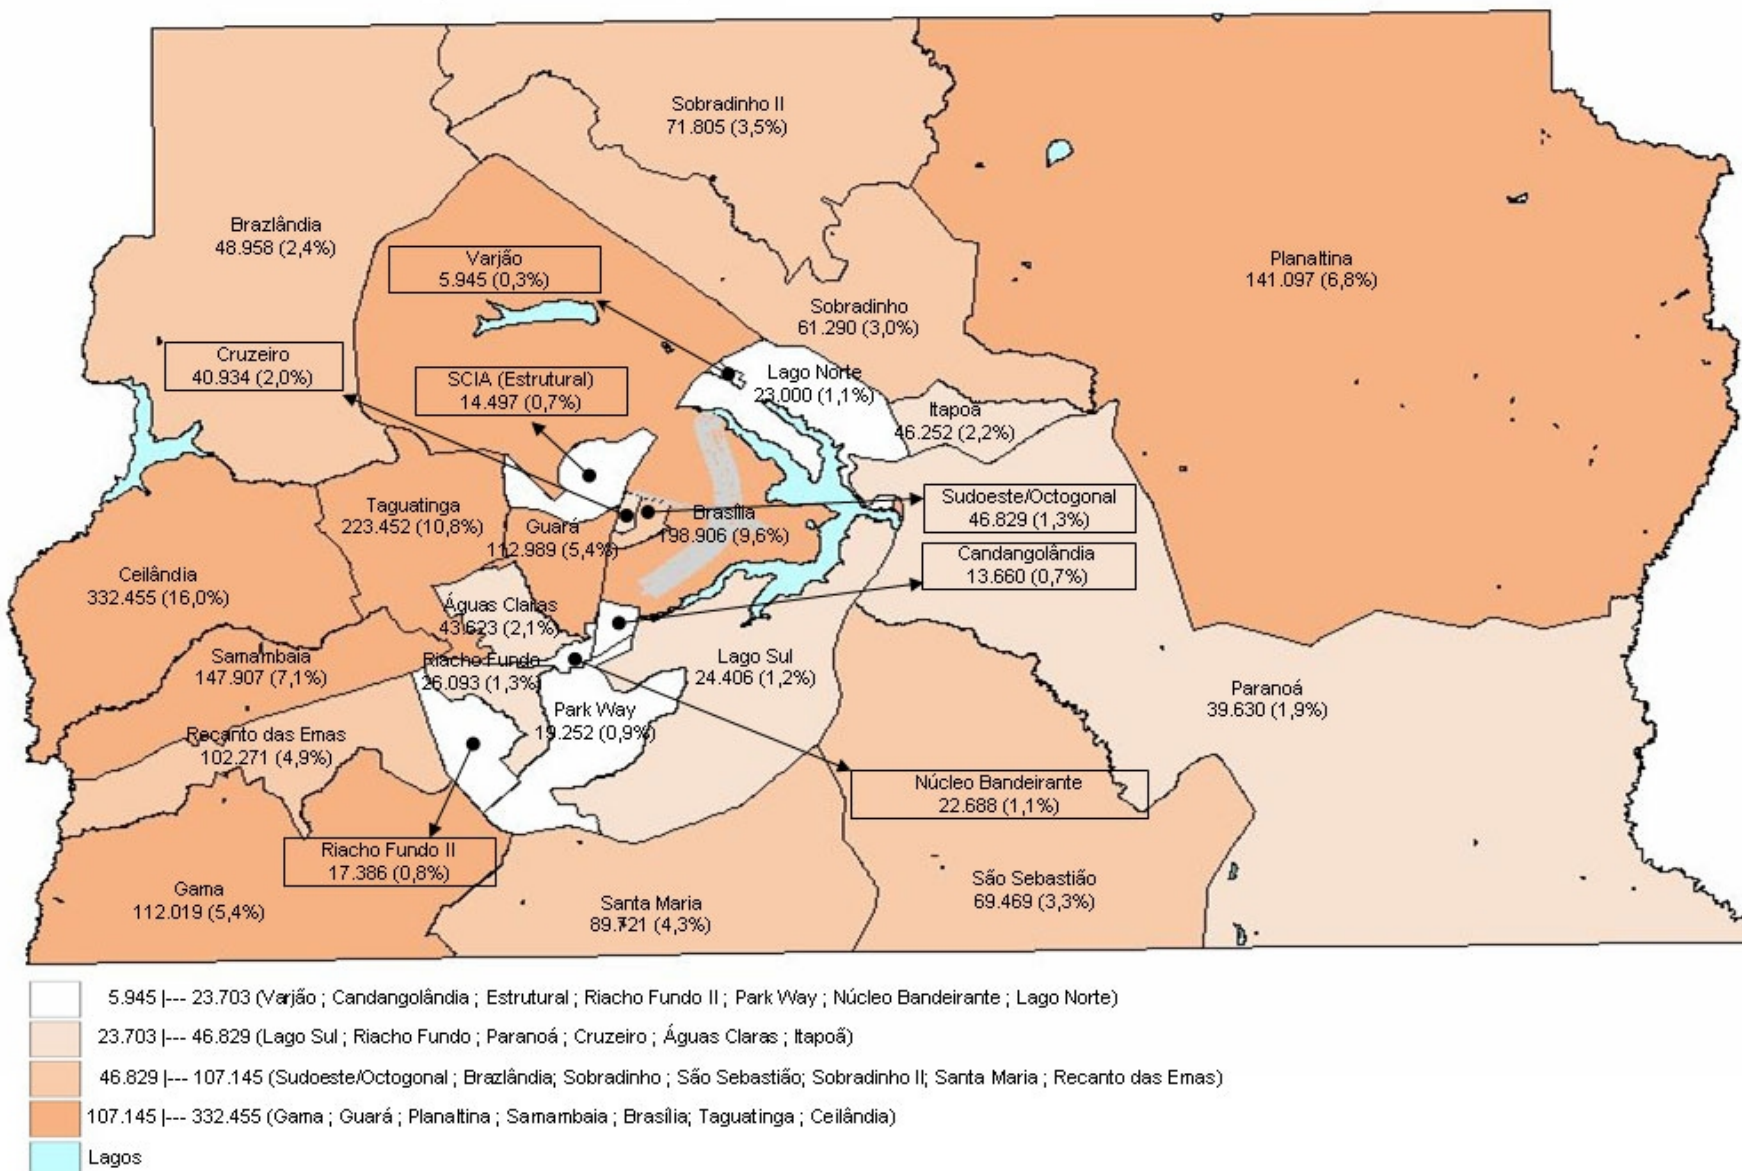 Sobradinho II
71.805 (3,5%)
Brazlândia
48.958 (2,4%)
Varjão
5.945 (0,3%)
Planaltina
141.097 (6,8%)
Sobradinho
61.290 (3,0%)
Cruzeiro
40.934 (2,0%)
SCIA (Estrutural)
14.497 (0,7%)
Lago Norte
23.000 (1,1%)
Itapoã
46.252 (2,2%)
Taguatinga
223.452 (10,8%)
Guará
112.989 (5,4%)
Brasília
198.906 (9,6%)
Sudoeste/Octogonal
46.829 (1,3%)
Candangolândia
13.660 (0,7%)
Ceilândia
332.455 (16,0%)
Águas Claras
43.623 (2,1%)
Samambaia
147.907 (7,1%)
Riacho Fundo
26.093 (1,3%)
Lago Sul
24.406 (1,2%)
Paranoá
39.630 (1,9%)
Park Way
19.252 (0,9%)
Recanto das Emas
102.271 (4,9%)
Núcleo Bandeirante
22.688 (1,1%)
Riacho Fundo II
17.386 (0,8%)
Gama
112.019 (5,4%)
Santa Maria
89.721 (4,3%)
São Sebastião
69.469 (3,3%)
5.945 |--- 23.703 (Varjão ; Candangolândia ; Estrutural ; Riacho Fundo II ; Park Way ; Núcleo Bandeirante ; Lago Norte)
23.703 |--- 46.829 (Lago Sul ; Riacho Fundo ; Paranoá ; Cruzeiro ; Águas Claras ; Itapoã)
46.829 |--- 107.145 (Sudoeste/Octogonal ; Brazlândia; Sobradinho ; São Sebastião; Sobradinho II; Santa Maria ; Recanto das Emas)
107.145 |--- 332.455 (Gama ; Guará ; Planaltina ; Samambaia ; Brasília; Taguatinga ; Ceilândia)
Lagos